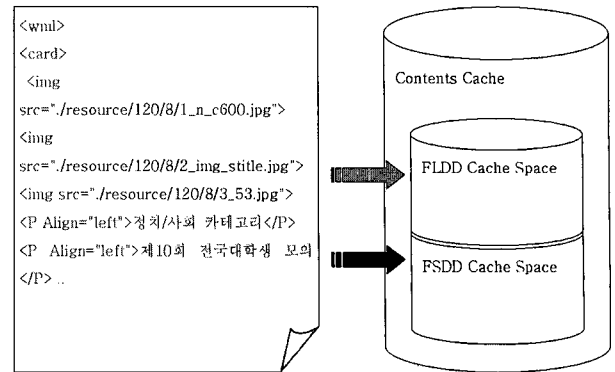 <wml>
<card>
<img
src="./resource/120/8/1_n_c600.jpg">
<img
src="./resource/120/8/2_img_stitle.jpg">
<img src="./resource/120/8/3_53.jpg">
<P Align="left">정치/사회 카테고리</P>
<P Align="left">제10회 전국대학생 모의
</P> ..
Contents Cache
FLDD Cache Space
FSDD Cache Space